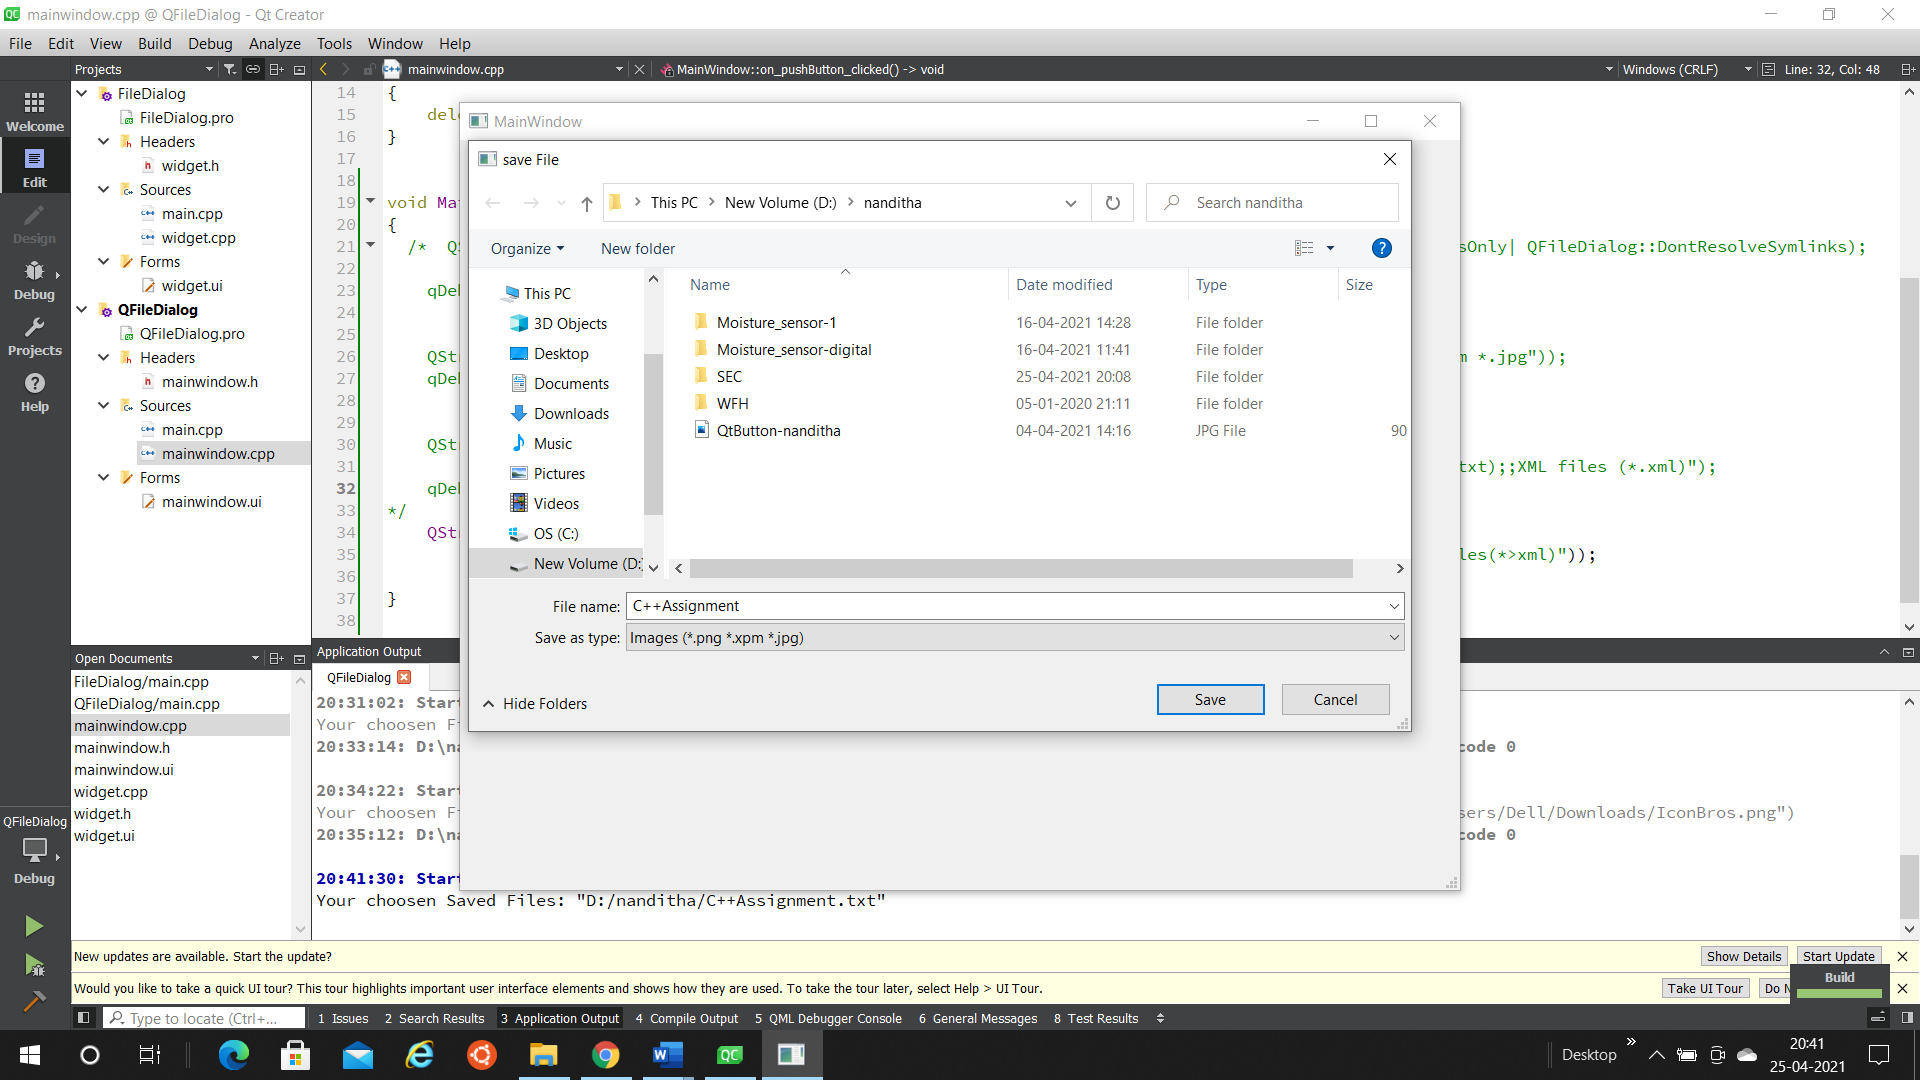 mainwindow.cpp @ QFileDialog - Qt Creator
File Edit View Build Debug Analyze Tools Window Help
Projects
mainwindow.cpp
MainWindow::on_pushButton_clicked() -> void
Windows (CRLF)
Line: 32, Col: 48
Welcome
Edit
Design
Debug
Projects
Help
FileDialog
FileDialog.pro
Headers
widget.h
Sources
main.cpp
widget.cpp
Forms
widget.ui
QFileDialog
QFileDialog.pro
Headers
mainwindow.h
Sources
main.cpp
mainwindow.cpp
Forms
mainwindow.ui
14 {
15 dele
16 }
17
18
19 void Ma
20 {
21 /* QS sOnly| QFileDialog::DontResolveSymlinks);
22
23 qDeb
24
25
26 QStr m *.jpg"));
27 qDeb
28
29
30 QStr
31 txt);;XML files (*.xml)");
32 qDeb
33 */
34 QStr
35 les(*>xml)"));
36
37 }
38
MainWindow
save File
This PC > New Volume (D:) > nanditha
Search nanditha
Organize
New folder
This PC
3D Objects
Desktop
Documents
Downloads
Music
Pictures
Videos
OS (C:)
New Volume (D:
Name Date modified Type Size
Moisture_sensor-1 16-04-2021 14:28 File folder
Moisture_sensor-digital 16-04-2021 11:41 File folder
SEC 25-04-2021 20:08 File folder
WFH 05-01-2020 21:11 File folder
QtButton-nanditha 04-04-2021 14:16 JPG File 90
File name: C++Assignment
Save as type: Images (*.png *.xpm *.jpg)
Hide Folders
Save
Cancel
Open Documents
FileDialog/main.cpp
QFileDialog/main.cpp
mainwindow.cpp
mainwindow.h
mainwindow.ui
widget.cpp
widget.h
widget.ui
Application Output
QFileDialog
20:31:02: Start
Your choosen Fi
20:33:14: D:\na code 0
20:34:22: Start
Your choosen Fi sers/Dell/Downloads/IconBros.png")
20:35:12: D:\na code 0
20:41:30: Start
Your choosen Saved Files: "D:/nanditha/C++Assignment.txt"
QFileDialog
Debug
New updates are available. Start the update?
Show Details
Start Update
Would you like to take a quick UI tour? This tour highlights important user interface elements and shows how they are used. To take the tour later, select Help > UI Tour.
Take UI Tour
Do N
Build
Type to locate (Ctrl+...
1 Issues 2 Search Results 3 Application Output 4 Compile Output 5 QML Debugger Console 6 General Messages 8 Test Results
Desktop
20:41
25-04-2021